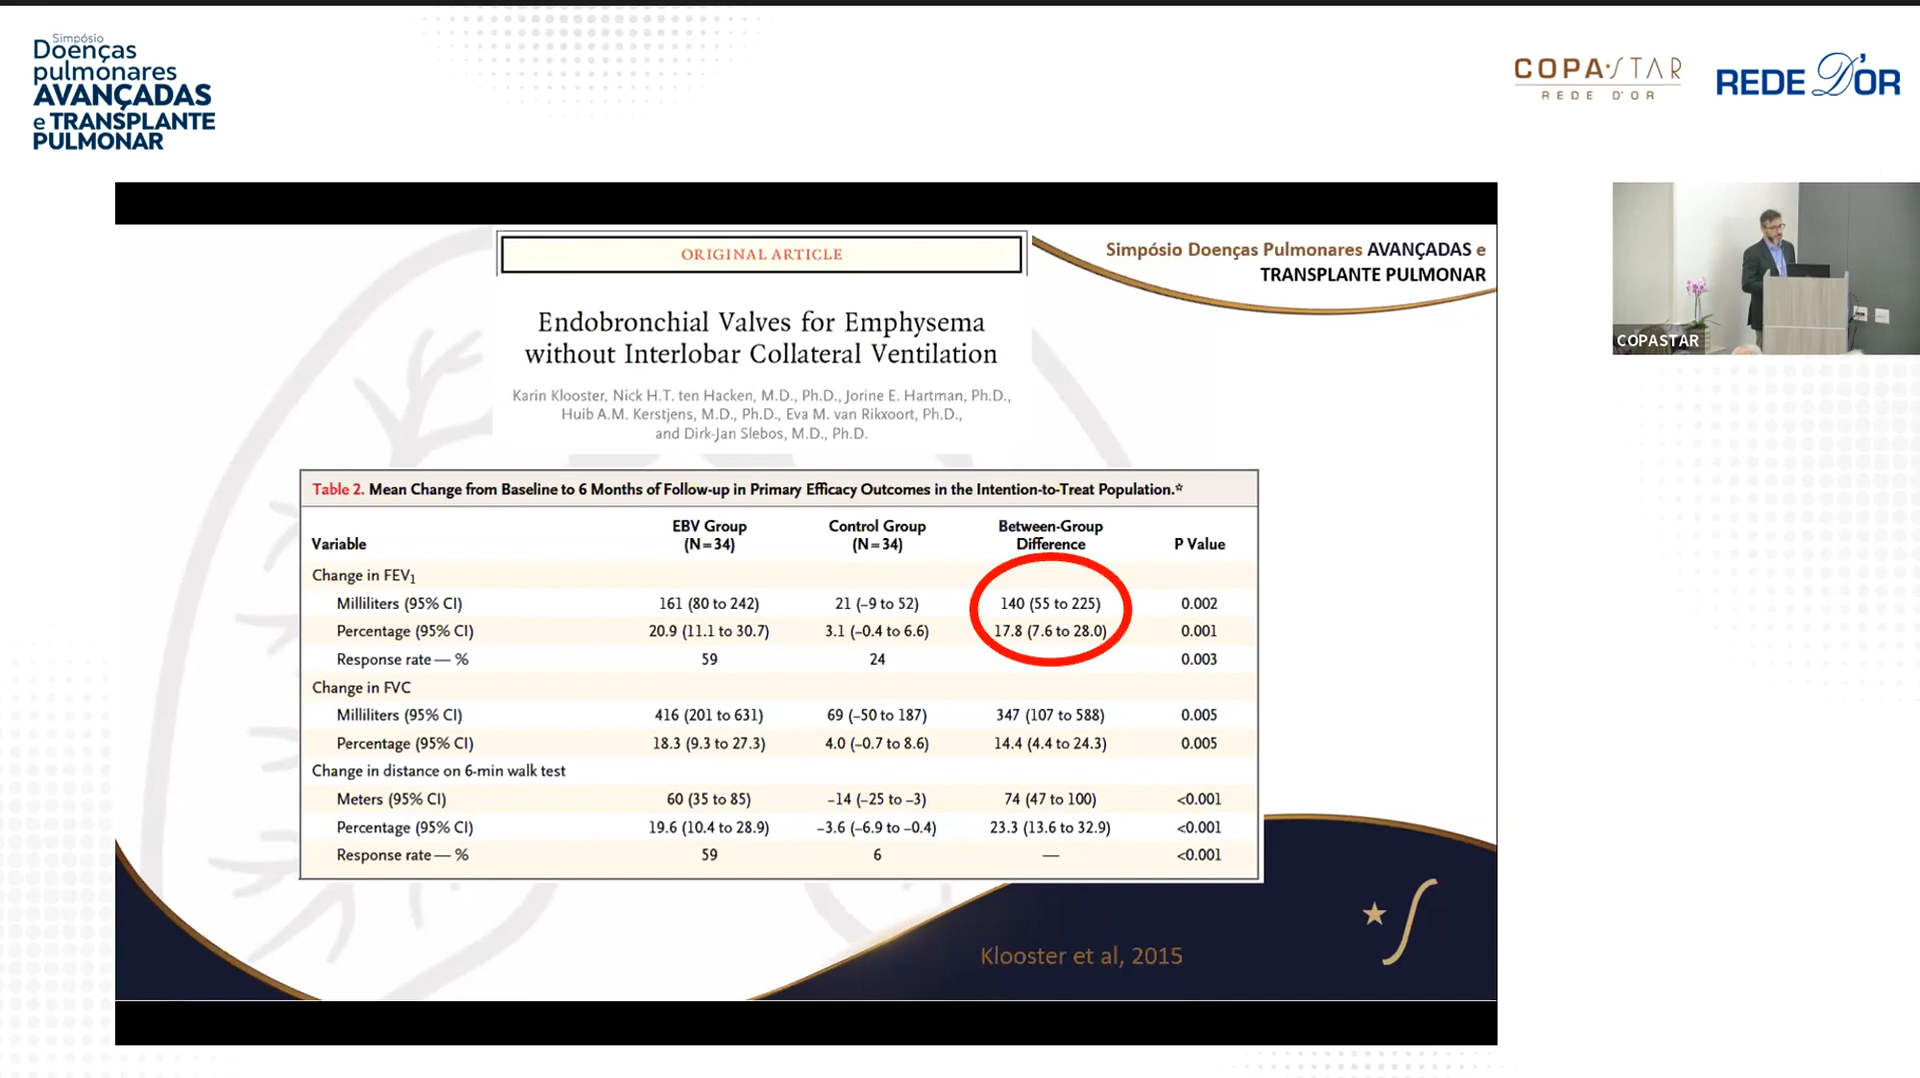 Simpósio
Doenças
pulmonares
AVANÇADAS
e TRANSPLANTE
PULMONAR
COPA STAR
REDE D'OR
REDE D'OR
ORIGINAL ARTICLE
Simpósio Doenças Pulmonares AVANÇADAS e
TRANSPLANTE PULMONAR
Endobronchial Valves for Emphysema
without Interlobar Collateral Ventilation
Karin Klooster, Nick H.T. ten Hacken, M.D., Ph.D., Jorine E. Hartman, Ph.D.,
Huib A.M. Kerstjens, M.D., Ph.D., Eva M. van Rikxoort, Ph.D.,
and Dirk-Jan Slebos, M.D., Ph.D.
COPASTAR
Table 2. Mean Change from Baseline to 6 Months of Follow-up in Primary Efficacy Outcomes in the Intention-to-Treat Population.*
Variable EBV Group (N=34) Control Group (N=34) Between-Group Difference P Value
Change in FEV₁
Milliliters (95% CI) 161 (80 to 242) 21 (–9 to 52) 140 (55 to 225) 0.002
Percentage (95% CI) 20.9 (11.1 to 30.7) 3.1 (–0.4 to 6.6) 17.8 (7.6 to 28.0) 0.001
Response rate — % 59 24 0.003
Change in FVC
Milliliters (95% CI) 416 (201 to 631) 69 (–50 to 187) 347 (107 to 588) 0.005
Percentage (95% CI) 18.3 (9.3 to 27.3) 4.0 (–0.7 to 8.6) 14.4 (4.4 to 24.3) 0.005
Change in distance on 6-min walk test
Meters (95% CI) 60 (35 to 85) –14 (–25 to –3) 74 (47 to 100) <0.001
Percentage (95% CI) 19.6 (10.4 to 28.9) –3.6 (–6.9 to –0.4) 23.3 (13.6 to 32.9) <0.001
Response rate — % 59 6 — <0.001
Klooster et al, 2015